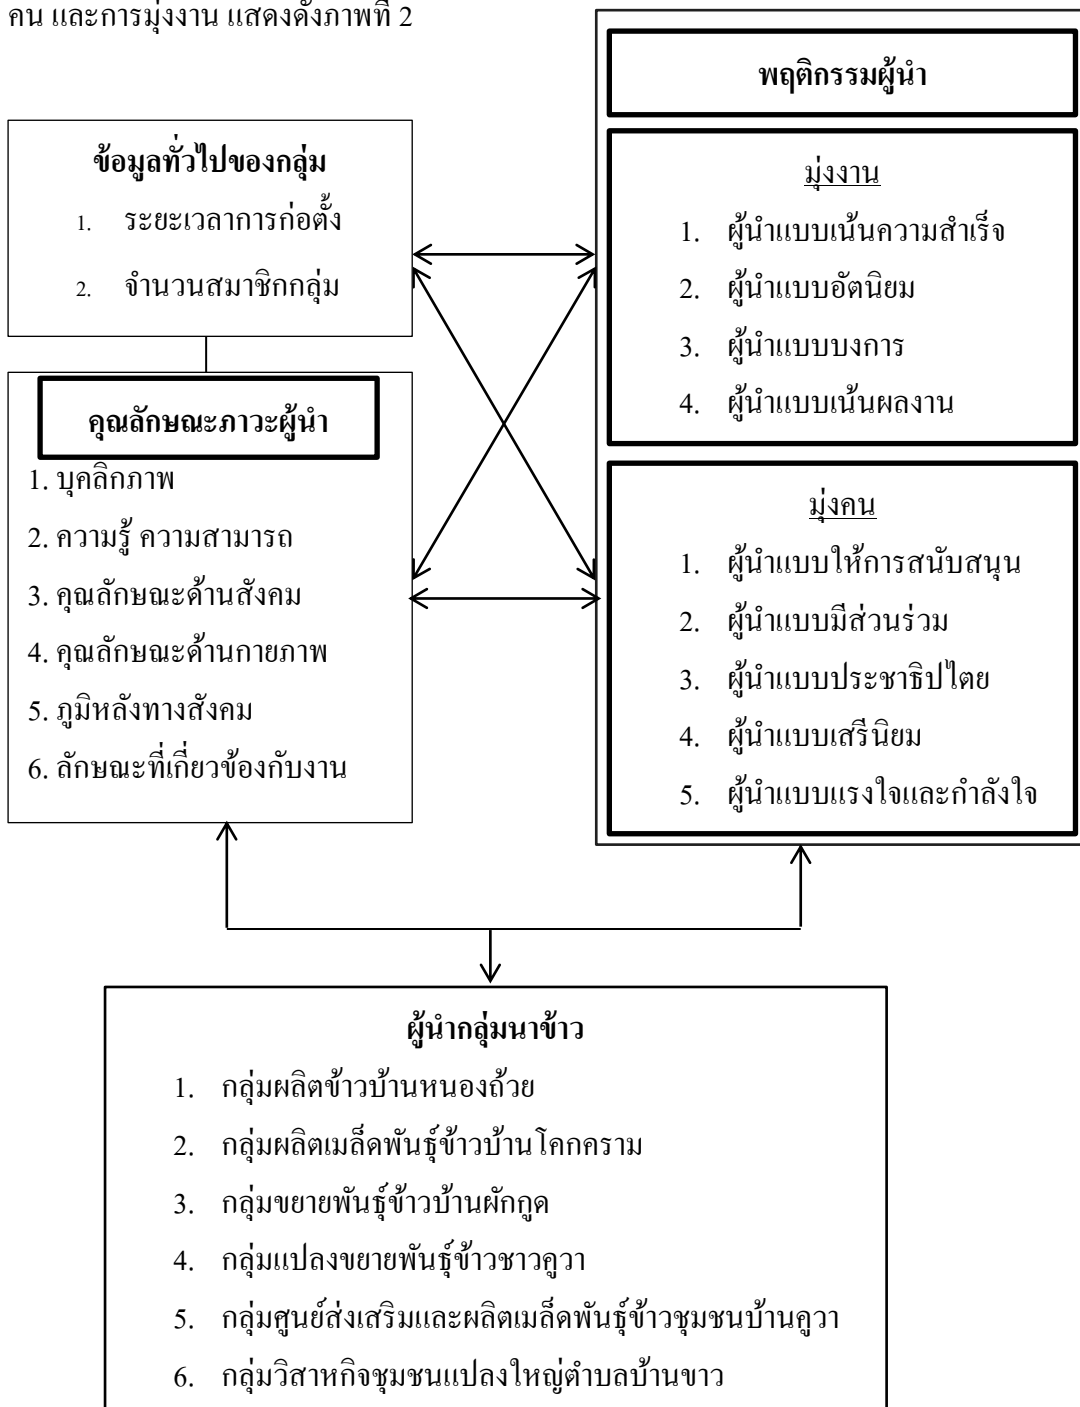 คน และการมุ่งงาน แสดงดังภาพที่ 2
ข้อมูลทั่วไปของกลุ่ม
1. ระยะเวลาการก่อตั้ง
2. จำนวนสมาชิกกลุ่ม
คุณลักษณะภาวะผู้นำ
1. บุคลิกภาพ
2. ความรู้ ความสามารถ
3. คุณลักษณะด้านสังคม
4. คุณลักษณะด้านกายภาพ
5. ภูมิหลังทางสังคม
6. ลักษณะที่เกี่ยวข้องกับงาน
พฤติกรรมผู้นำ
มุ่งงาน
1. ผู้นำแบบเน้นความสำเร็จ
2. ผู้นำแบบอัตนิยม
3. ผู้นำแบบบงการ
4. ผู้นำแบบเน้นผลงาน
มุ่งคน
1. ผู้นำแบบให้การสนับสนุน
2. ผู้นำแบบมีส่วนร่วม
3. ผู้นำแบบประชาธิปไตย
4. ผู้นำแบบเสรีนิยม
5. ผู้นำแบบแรงใจและกำลังใจ
ผู้นำกลุ่มนาข้าว
1. กลุ่มผลิตข้าวบ้านหนองถ้วย
2. กลุ่มผลิตเมล็ดพันธุ์ข้าวบ้านโคกคราม
3. กลุ่มขยายพันธุ์ข้าวบ้านผักกูด
4. กลุ่มแปลงขยายพันธุ์ข้าวชาวคูวา
5. กลุ่มศูนย์ส่งเสริมและผลิตเมล็ดพันธุ์ข้าวชุมชนบ้านคูวา
6. กลุ่มวิสาหกิจชุมชนแปลงใหญ่ตำบลบ้านขาว